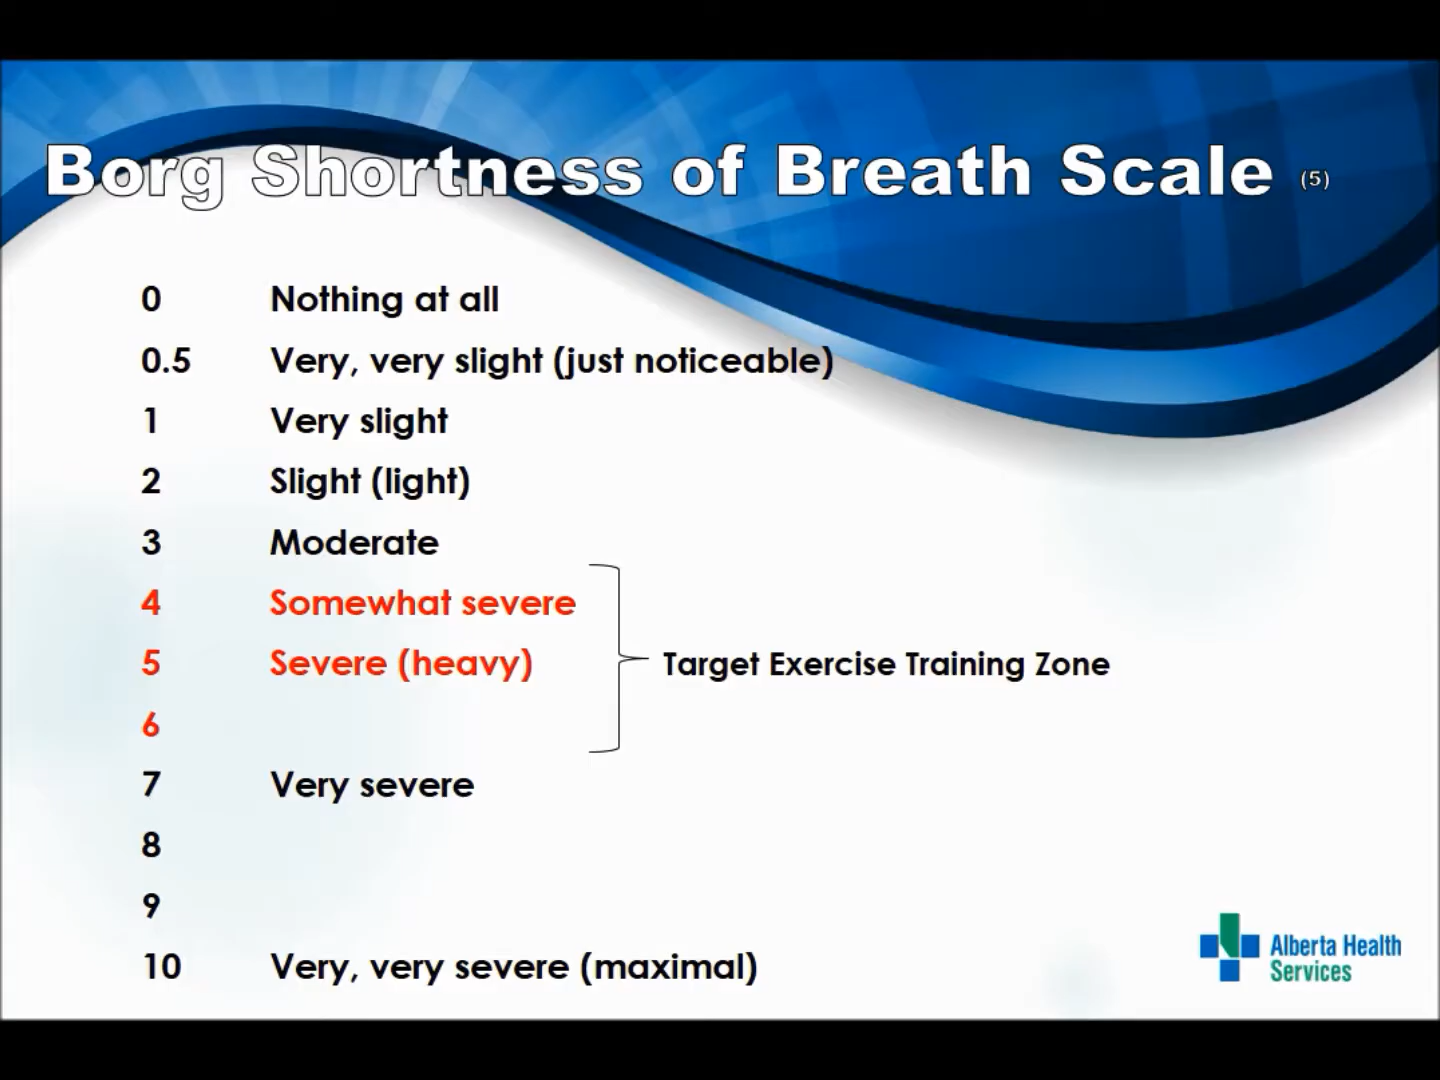 Borg Shortness of Breath Scale (5)
0 Nothing at all
0.5 Very, very slight (just noticeable)
1 Very slight
2 Slight (light)
3 Moderate
4 Somewhat severe
5 Severe (heavy)
Target Exercise Training Zone
6
7 Very severe
8
9
10 Very, very severe (maximal)
Alberta Health
Services